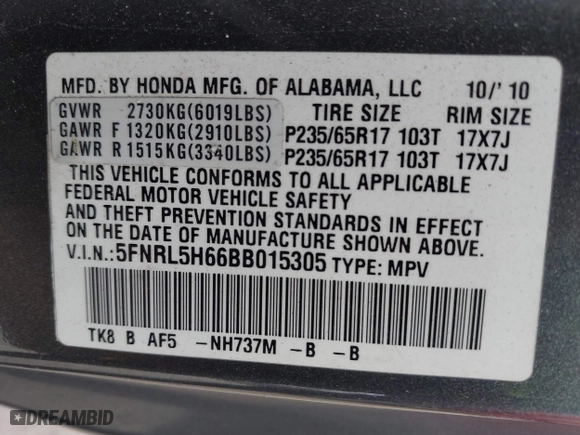 MFD. BY HONDA MFG. OF ALABAMA, LLC 10/'10
GVWR 2730KG(6019LBS) TIRE SIZE RIM SIZE
GAWR F 1320KG(2910LBS) P235/65R17 103T 17X7J
GAWR R 1515KG(3340LBS) P235/65R17 103T 17X7J
THIS VEHICLE CONFORMS TO ALL APPLICABLE
FEDERAL MOTOR VEHICLE SAFETY
AND THEFT PREVENTION STANDARDS IN EFFECT
ON THE DATE OF MANUFACTURE SHOWN ABOVE.
V.I.N.:5FNRL5H66BB015305 TYPE: MPV
TK8 B AF5 -NH737M -B -B
DREAMBID